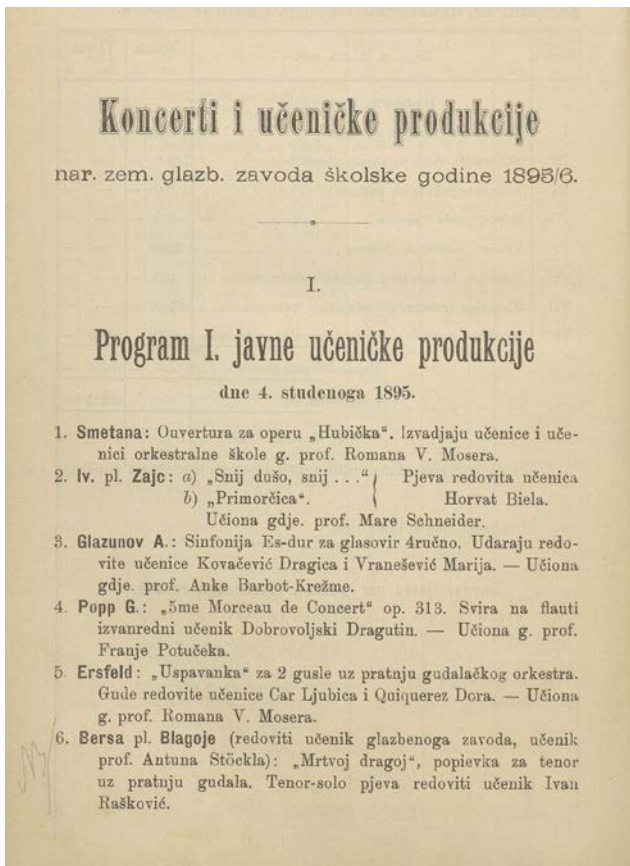 Koncerti i učeničke produkcije
nar. zem. glazb. zavoda školske godine 1895/6.
I.
Program I. javne učeničke produkcije
dne 4. studenoga 1895.
1. Smetana: Ouvertura za operu „Hubička“. Izvadjaju učenice i uče-
nici orkestralne škole g. prof. Romana V. Mosera.
2. Iv. pl. Zajc: a) „Snij dušo, snij . . .“ Pjeva redovita učenica
b) „Primorčica“. Horvat Biela.
Učiona gdje. prof. Mare Schneider.
3. Glazunov A.: Sinfonija Es-dur za glasovir 4ručno. Udaraju redo-
vite učenice Kovačević Dragica i Vranešević Marija. — Učiona
gdje. prof. Anke Barbot-Krežme.
4. Popp G.: „5me Morceau de Concert“ op. 313. Svira na flauti
izvanredni učenik Dobrovoljski Dragutin. — Učiona g. prof.
Franje Potučeka.
5. Ersfeld: „Uspavanka“ za 2 gusle uz pratnju gudalačkog orkestra.
Gude redovite učenice Car Ljubica i Quiquerez Dora. — Učiona
g. prof. Romana V. Mosera.
6. Bersa pl. Blagoje (redoviti učenik glazbenoga zavoda, učenik
prof. Antuna Stöckla): „Mrtvoj dragoj“, popievka za tenor
uz pratnju gudala. Tenor-solo pjeva redoviti učenik Ivan
Rašković.